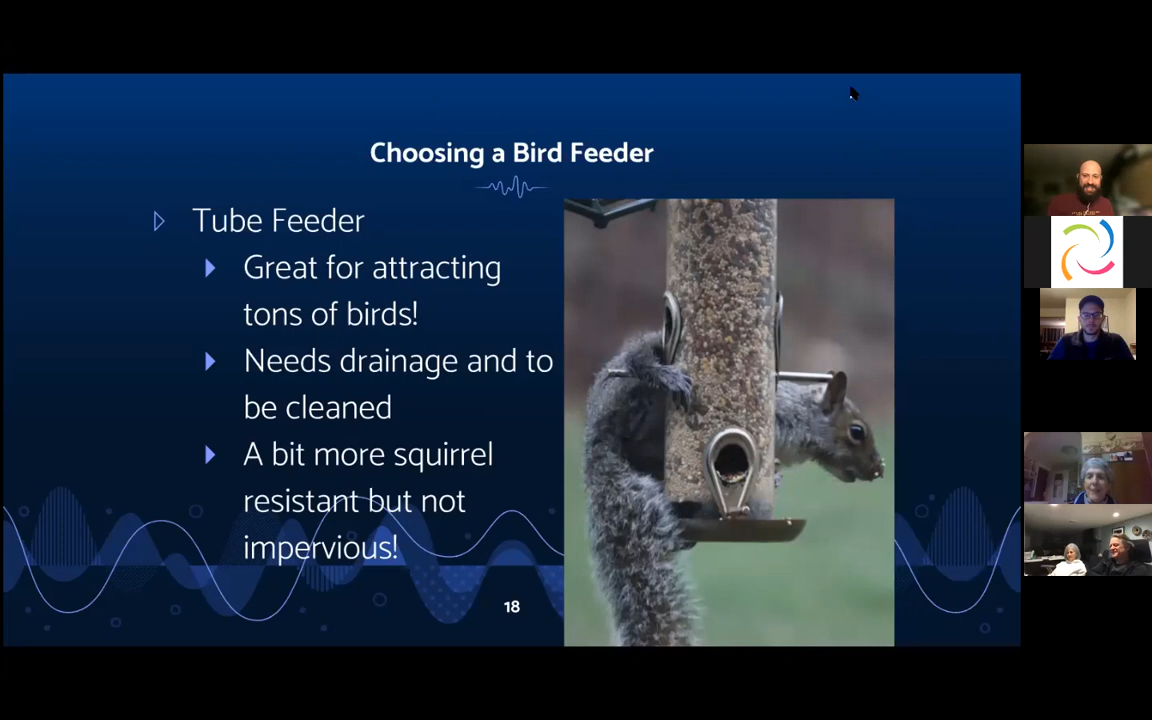 Choosing a Bird Feeder
Tube Feeder
Great for attracting
tons of birds!
Needs drainage and to
be cleaned
A bit more squirrel
resistant but not
impervious!
18